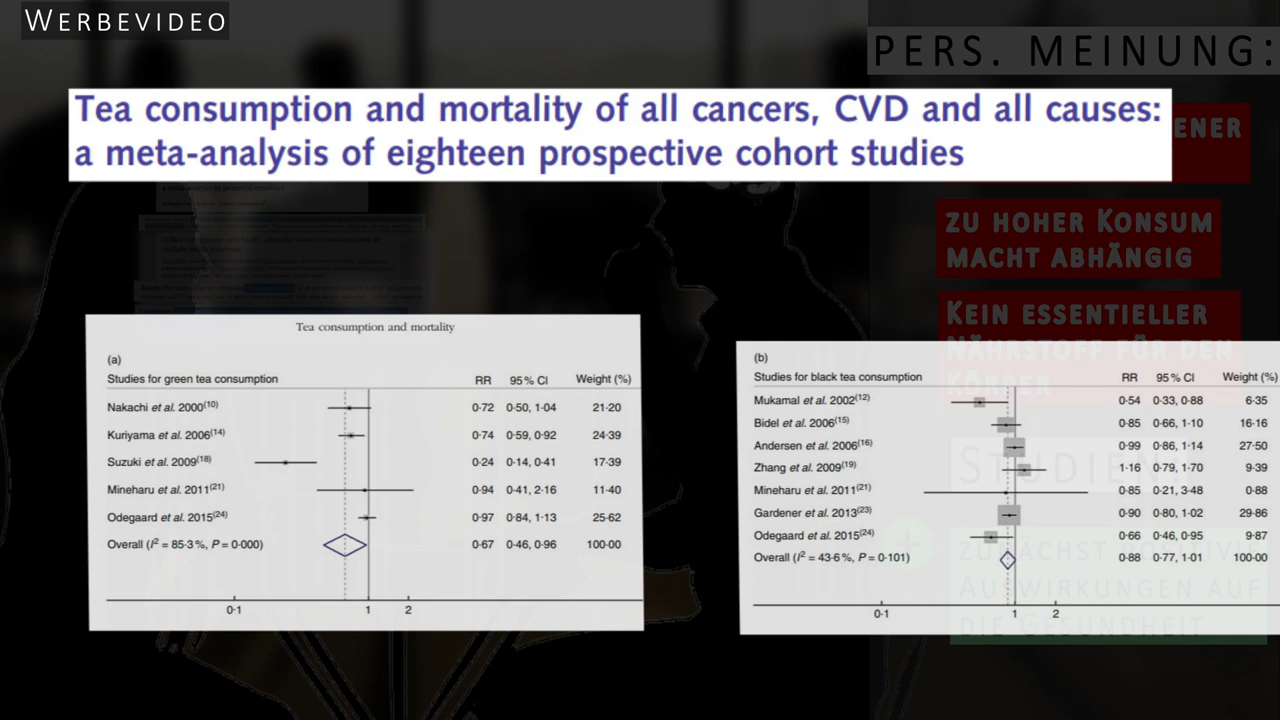 WERBEVIDEO
PERS. MEINUNG:
Tea consumption and mortality of all cancers, CVD and all causes:
a meta-analysis of eighteen prospective cohort studies
ENER
ZU HOHER KONSUM
MACHT ABHÄNGIG
KEIN ESSENTIELLER
NÄHRSTOFF FÜR DEN
KÖRPER
Tea consumption and mortality
(a)
Studies for green tea consumption RR 95 % CI Weight (%)
Nakachi et al. 2000(10) 0·72 0·50, 1·04 21·20
Kuriyama et al. 2006(14) 0·74 0·59, 0·92 24·39
Suzuki et al. 2009(18) 0·24 0·14, 0·41 17·39
Mineharu et al. 2011(21) 0·94 0·41, 2·16 11·40
Odegaard et al. 2015(24) 0·97 0·84, 1·13 25·62
Overall (I² = 85·3 %, P = 0·000) 0·67 0·46, 0·96 100·00
0·1 1 2
(b)
Studies for black tea consumption RR 95 % CI Weight (%)
Mukamal et al. 2002(12) 0·54 0·33, 0·88 6·35
Bidel et al. 2006(15) 0·85 0·66, 1·10 16·16
Andersen et al. 2006(16) 0·99 0·86, 1·14 27·50
Zhang et al. 2009(19) 1·16 0·79, 1·70 9·39
Mineharu et al. 2011(21) 0·85 0·21, 3·48 0·88
Gardener et al. 2013(23) 0·90 0·80, 1·02 29·86
Odegaard et al. 2015(24) 0·66 0·46, 0·95 9·87
Overall (I² = 43·6 %, P = 0·101) 0·88 0·77, 1·01 100·00
0·1 1 2
STUDIEN:
ZUNÄCHST POSITIVE
AUSWIRKUNGEN AUF
DIE GESUNDHEIT